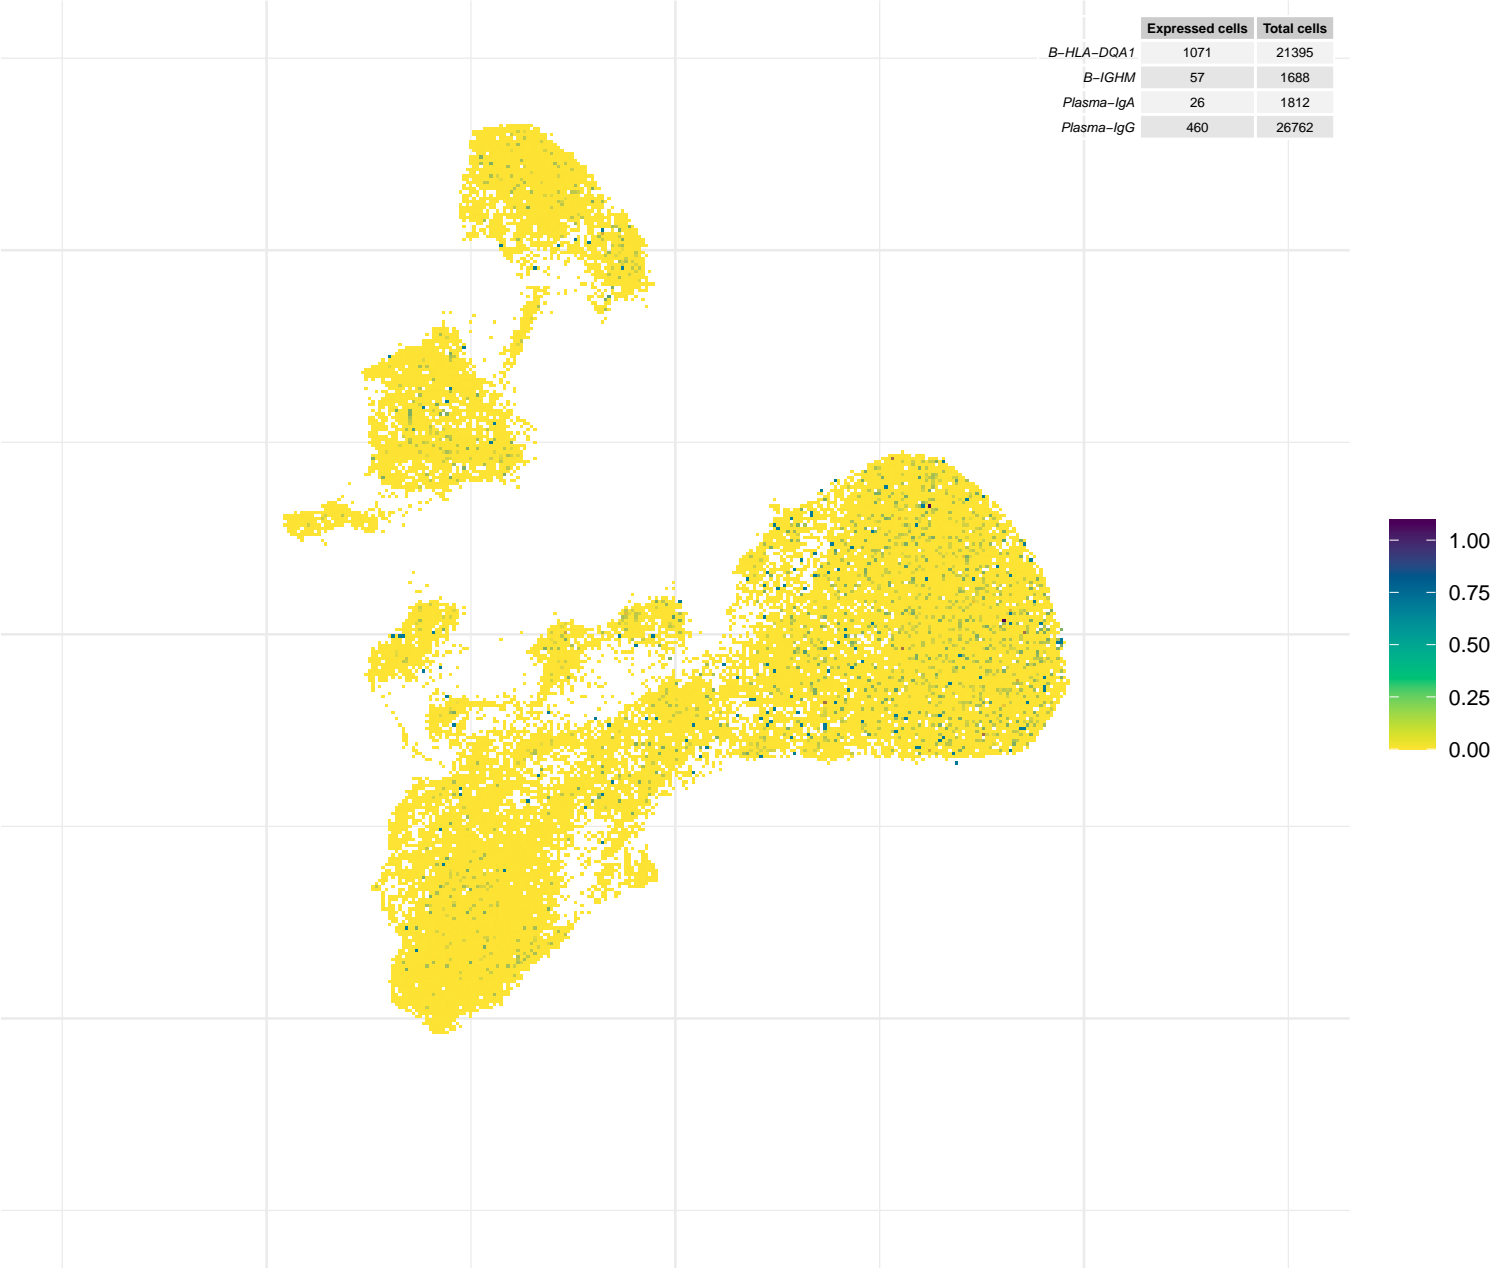 Expressed cells Total cells
B−HLA−DQA1 1071 21395
B−IGHM 57 1688
Plasma−IgA 26 1812
Plasma−IgG 460 26762
1.00
0.75
0.50
0.25
0.00